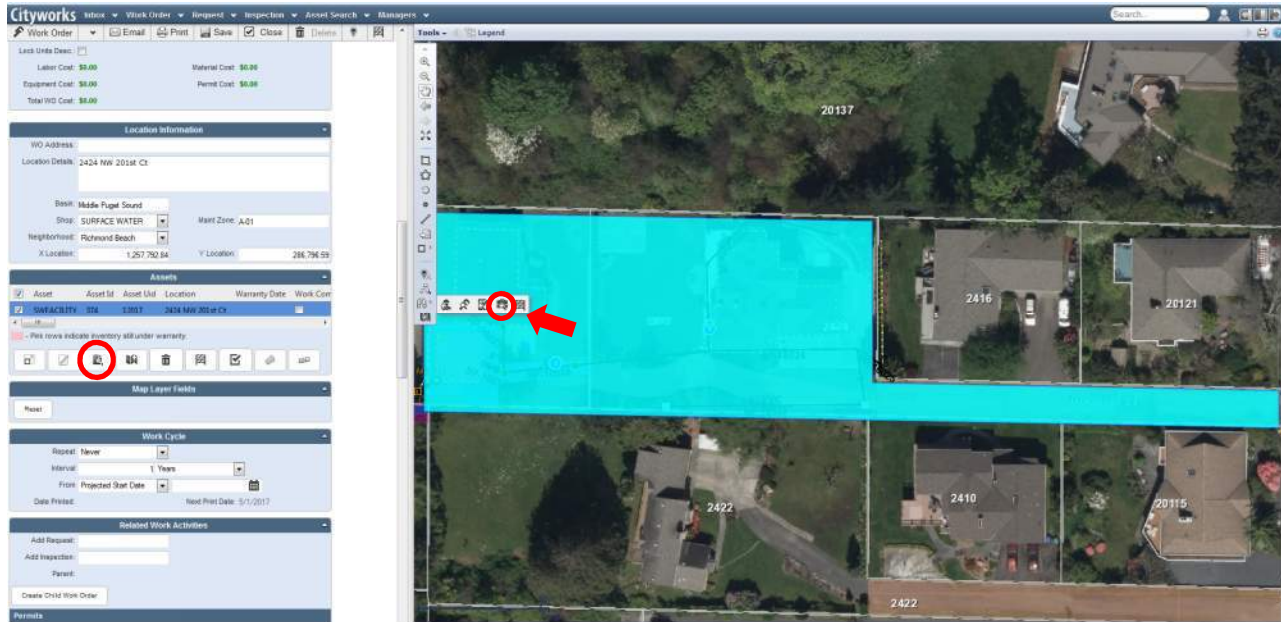 Cityworks Inbox Work Order Request Inspection Asset Search Managers Search...
Work Order Email Print Save Close Delete
Tools Legend
Lock Units Desc:
Labor Cost: $0.00 Material Cost: $0.00
Equipment Cost: $0.00 Permit Cost: $0.00
Total WO Cost: $0.00
Location Information
WO Address:
Location Details: 2424 NW 201st Ct
Basin: Middle Puget Sound
Shop: SURFACE WATER Maint Zone: A-01
Neighborhood: Richmond Beach
X Location: 1,257,792.84 Y Location: 286,796.59
Assets
Asset Asset Id Asset Uid Location Warranty Date Work Com
SWFACILITY 2424 NW 201st Ct
- Pink rows indicate inventory still under warranty.
Map Layer Fields
Reset
Work Cycle
Repeat: Never
Interval: 1 Years
From: Projected Start Date
Date Printed: Next Print Date: 5/1/2017
Related Work Activities
Add Request:
Add Inspection:
Parent:
Create Child Work Order
Permits
20137
2416
20121
2422
2410
20115
2422